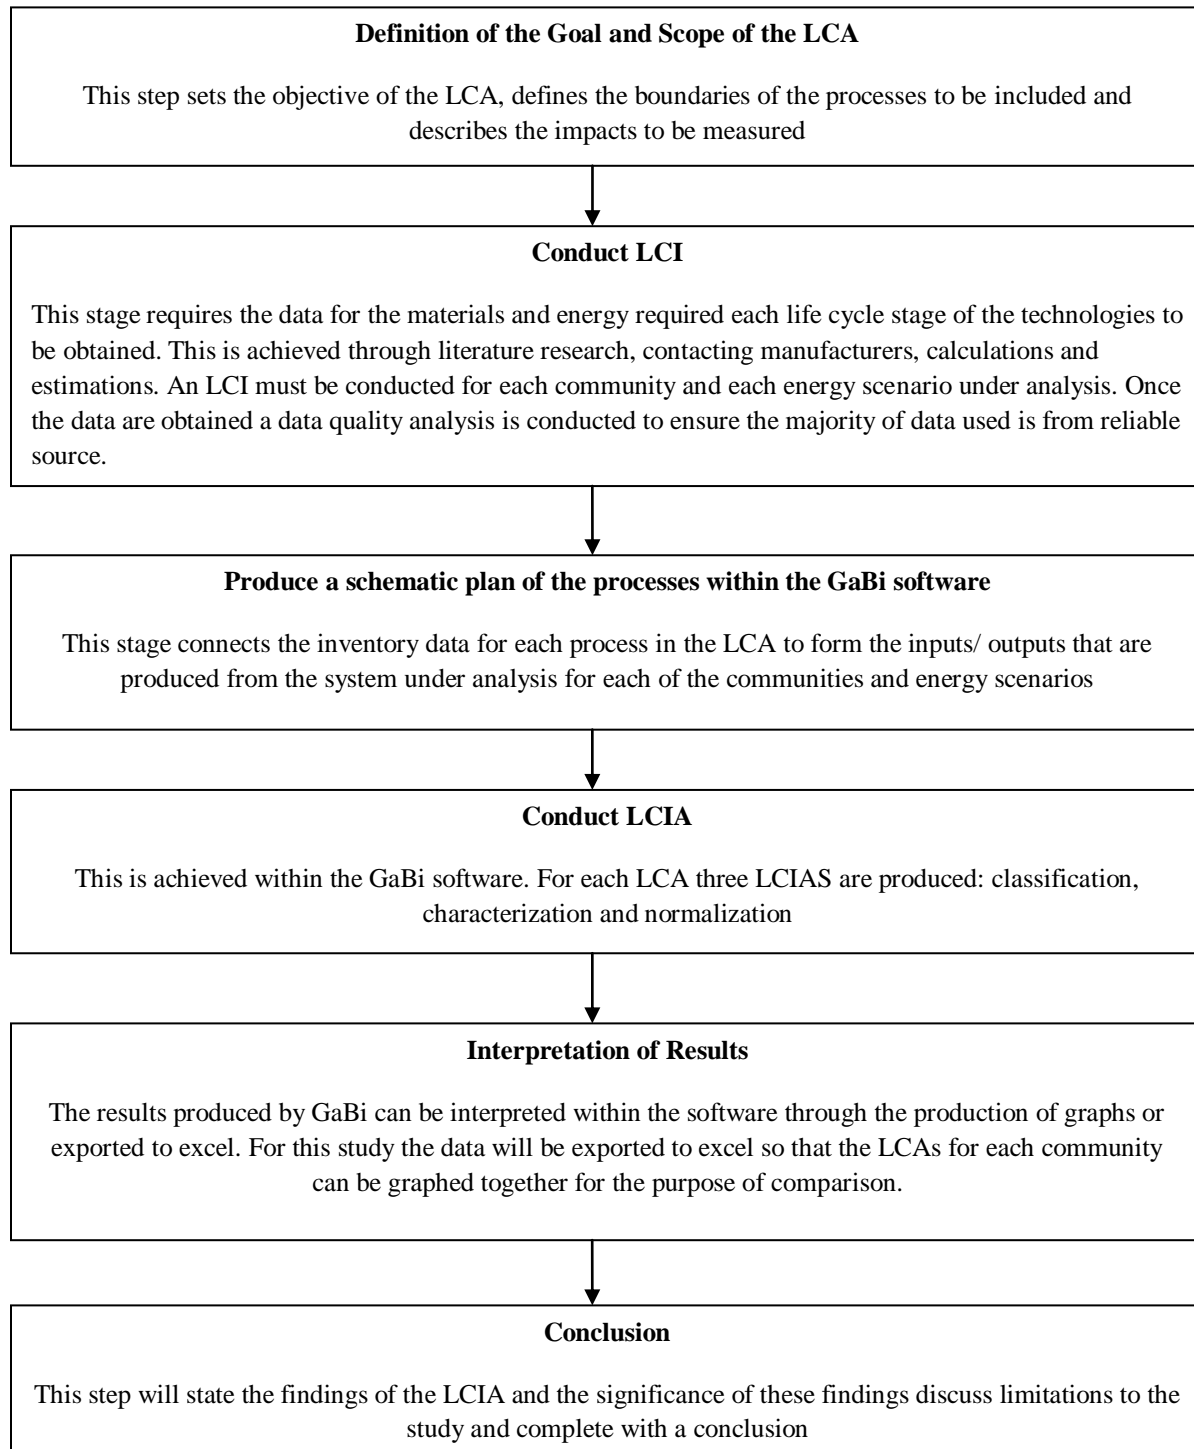 Definition of the Goal and Scope of the LCA
This step sets the objective of the LCA, defines the boundaries of the processes to be included and
describes the impacts to be measured
Conduct LCI
This stage requires the data for the materials and energy required each life cycle stage of the technologies to
be obtained. This is achieved through literature research, contacting manufacturers, calculations and
estimations. An LCI must be conducted for each community and each energy scenario under analysis. Once
the data are obtained a data quality analysis is conducted to ensure the majority of data used is from reliable
source.
Produce a schematic plan of the processes within the GaBi software
This stage connects the inventory data for each process in the LCA to form the inputs/ outputs that are
produced from the system under analysis for each of the communities and energy scenarios
Conduct LCIA
This is achieved within the GaBi software. For each LCA three LCIAS are produced: classification,
characterization and normalization
Interpretation of Results
The results produced by GaBi can be interpreted within the software through the production of graphs or
exported to excel. For this study the data will be exported to excel so that the LCAs for each community
can be graphed together for the purpose of comparison.
Conclusion
This step will state the findings of the LCIA and the significance of these findings discuss limitations to the
study and complete with a conclusion